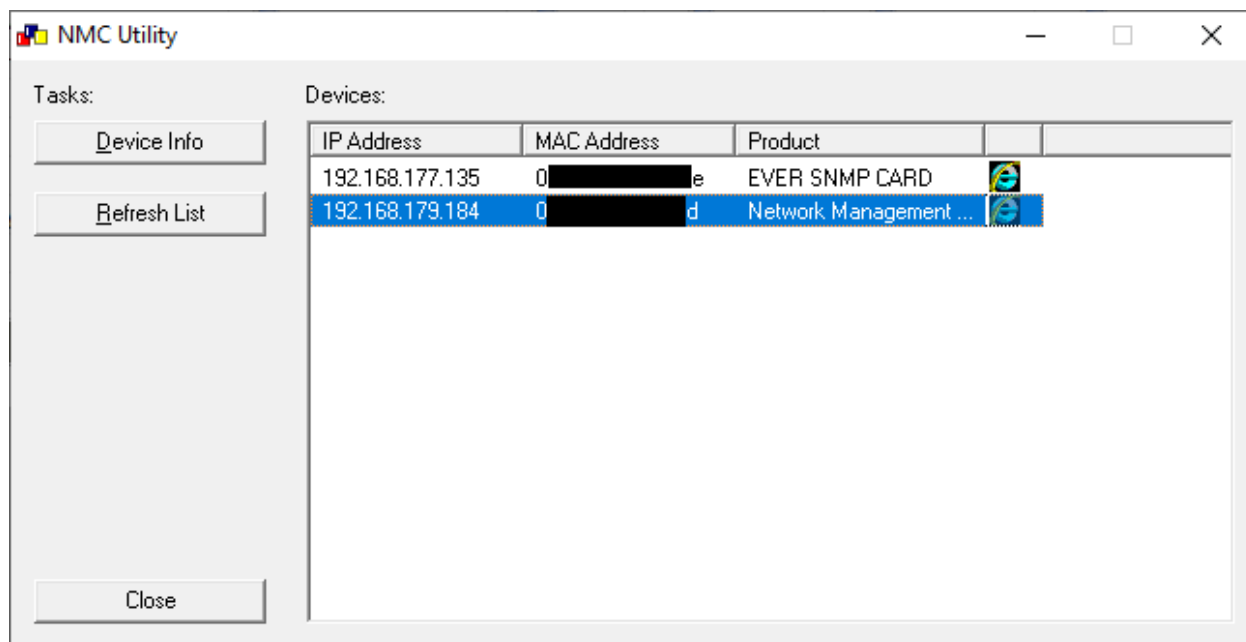 NMC Utility
Tasks:
Devices:
Device Info
Refresh List
Close
IP Address MAC Address Product
192.168.177.135 0 e EVER SNMP CARD
192.168.179.184 0 d Network Management ...